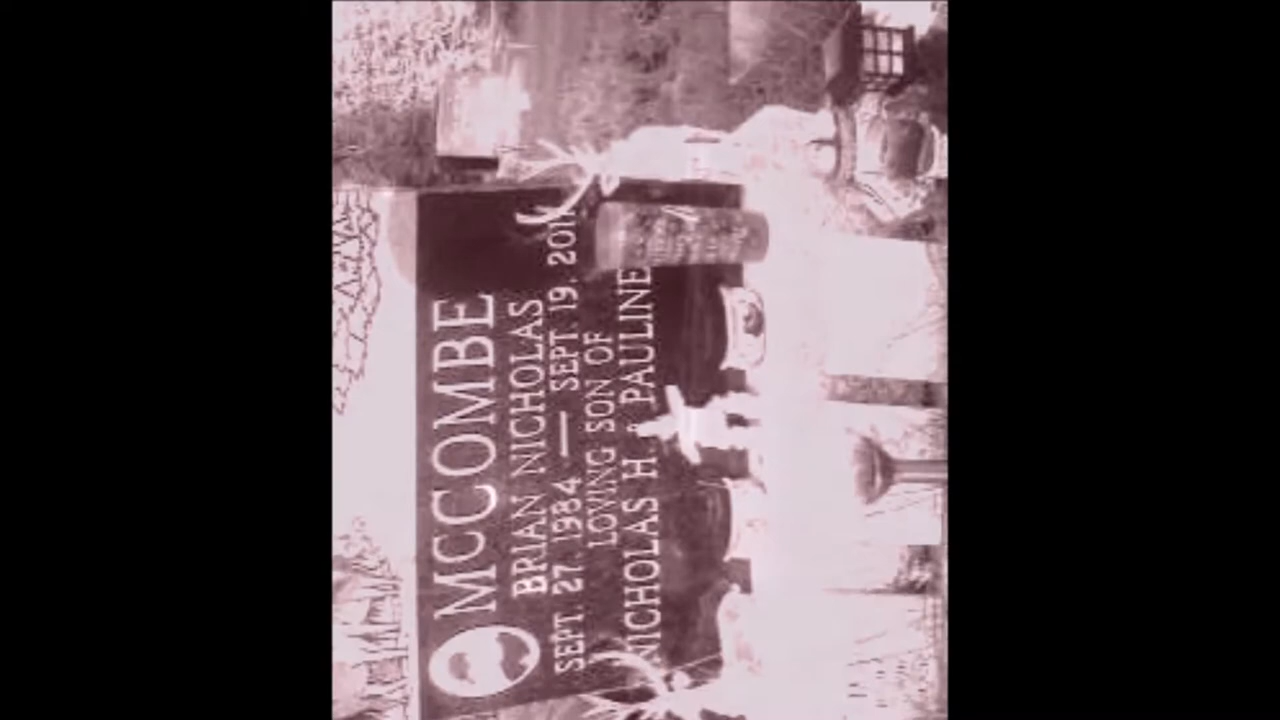 MCCOMBE
BRIAN NICHOLAS
SEPT. 27, 1984 — SEPT. 19, 201
LOVING SON OF
NICHOLAS H. & PAULINE